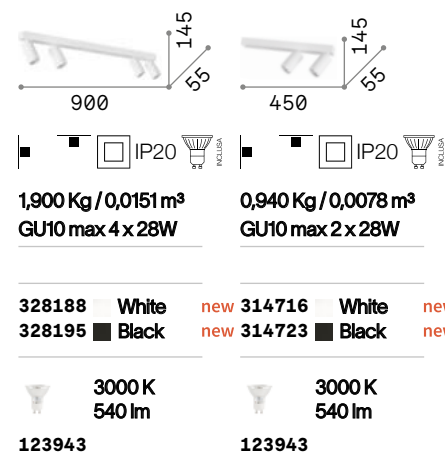 145
55
900
145
55
450
IP20 INCLUSA
IP20 INCLUSA
1,900 Kg / 0,0151 m³
GU10 max 4 x 28W
0,940 Kg / 0,0078 m³
GU10 max 2 x 28W
328188 White new
328195 Black new
314716 White ne
314723 Black ne
3000 K
540 lm
123943
3000 K
540 lm
123943